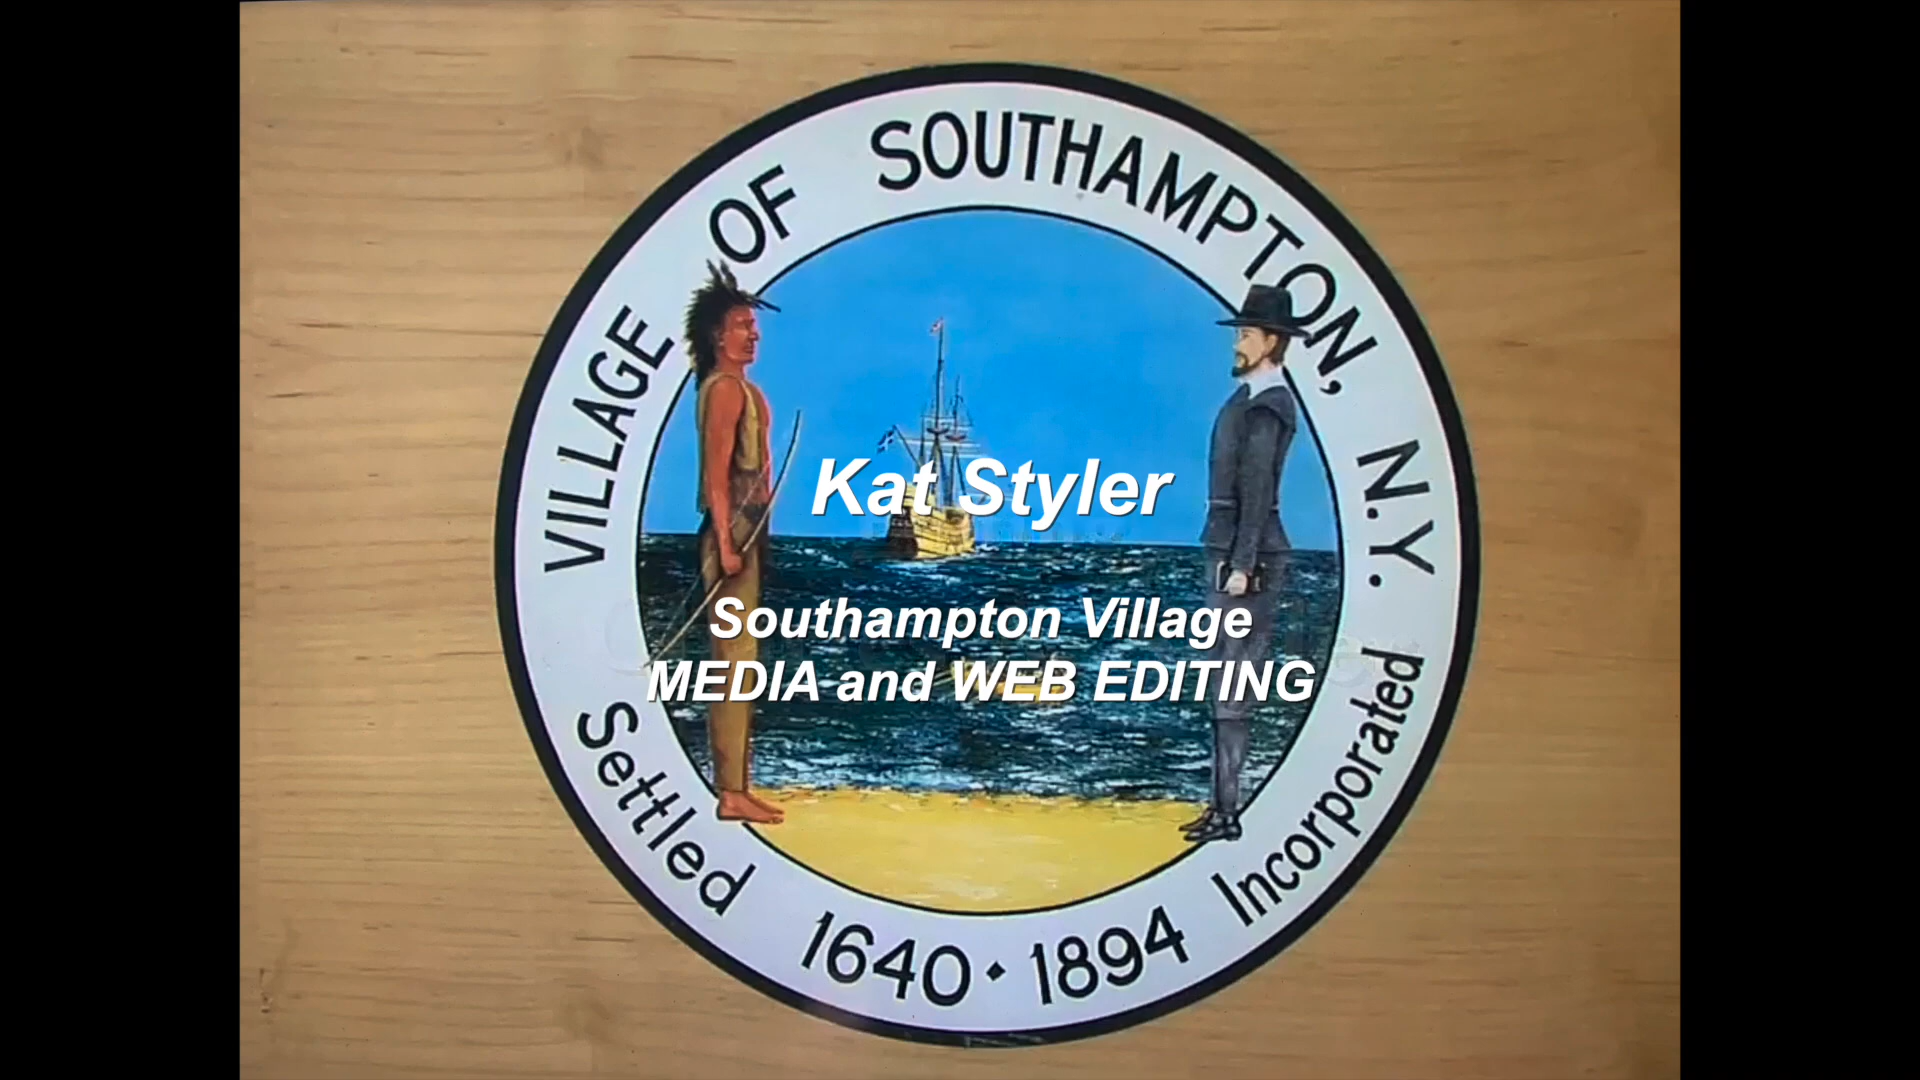 VILLAGE OF SOUTHAMPTON, N.Y.
Kat Styler
Southampton Village
MEDIA and WEB EDITING
Settled 1640 · 1894 Incorporated